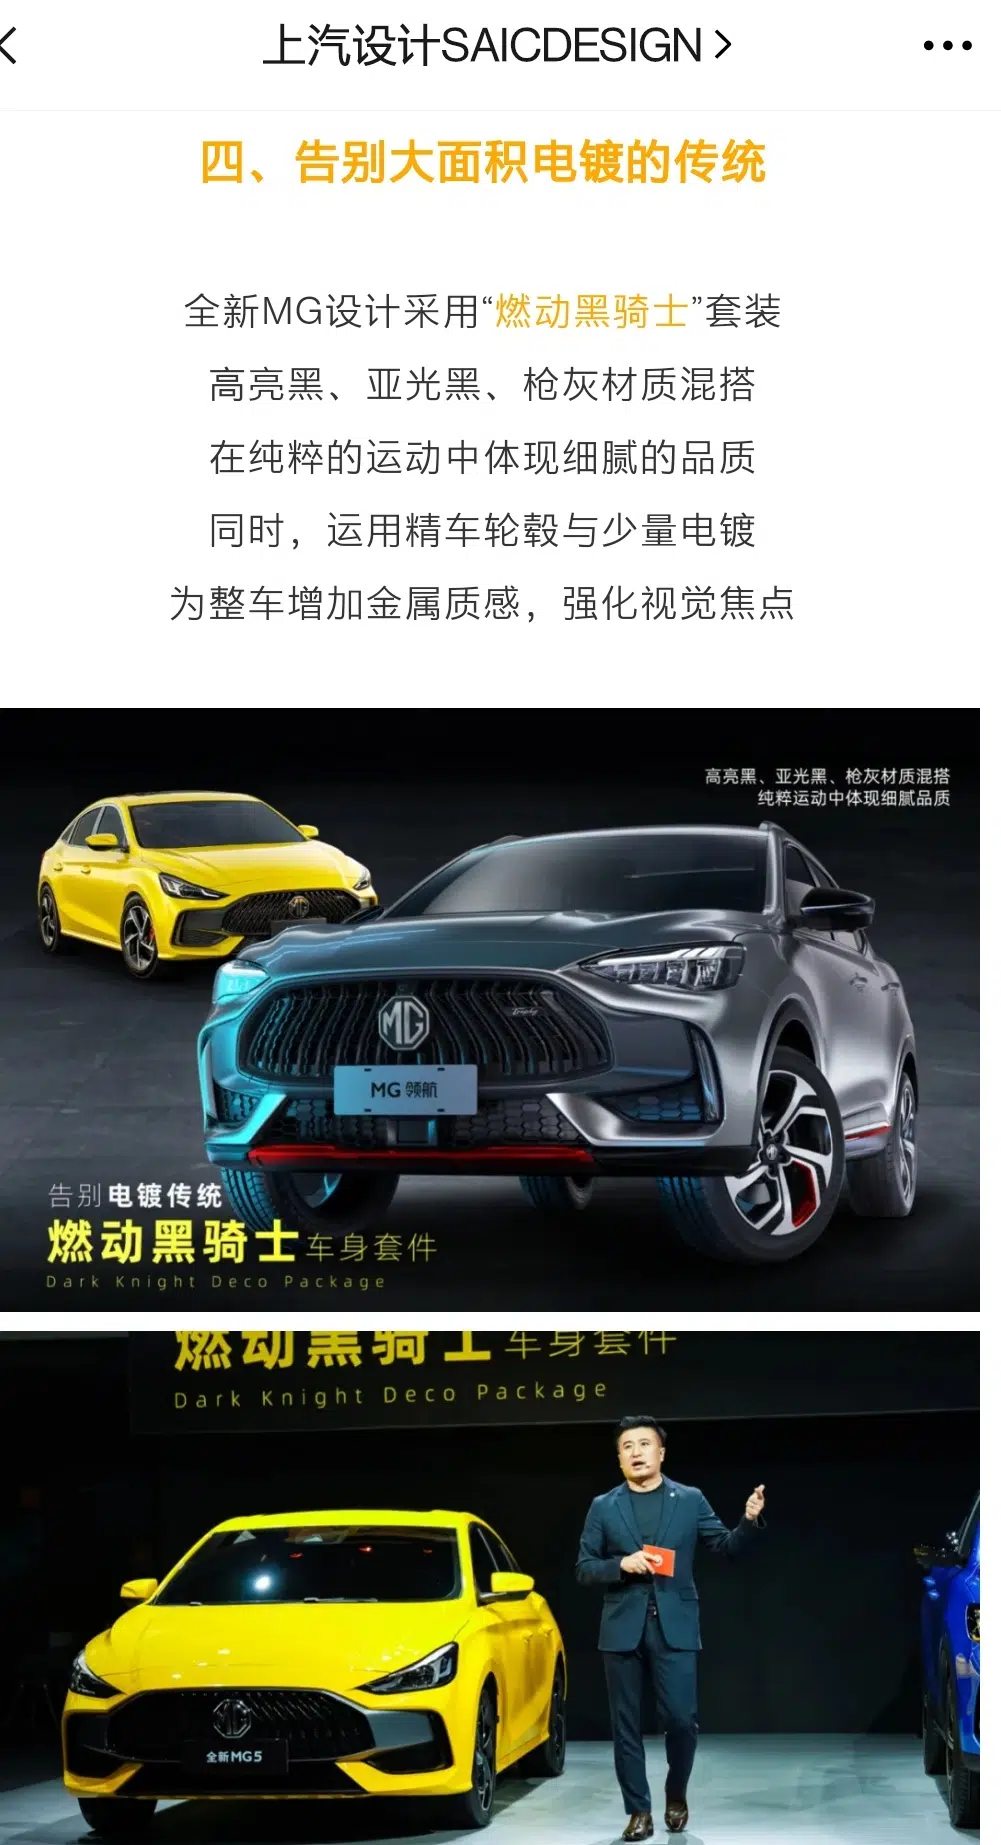 上汽设计SAICDESIGN
四、告别大面积电镀的传统
全新MG设计采用“燃动黑骑士”套装
高亮黑、亚光黑、枪灰材质混搭
在纯粹的运动中体现细腻的品质
同时，运用精车轮毂与少量电镀
为整车增加金属质感，强化视觉焦点
高亮黑、亚光黑、枪灰材质混搭
纯粹运动中体现细腻品质
MG
Trophy
MG
MG 领航
告别电镀传统
燃动黑骑士车身套件
Dark Knight Deco Package
燃动黑骑士车身套件
Dark Knight Deco Package
MG
全新MG5